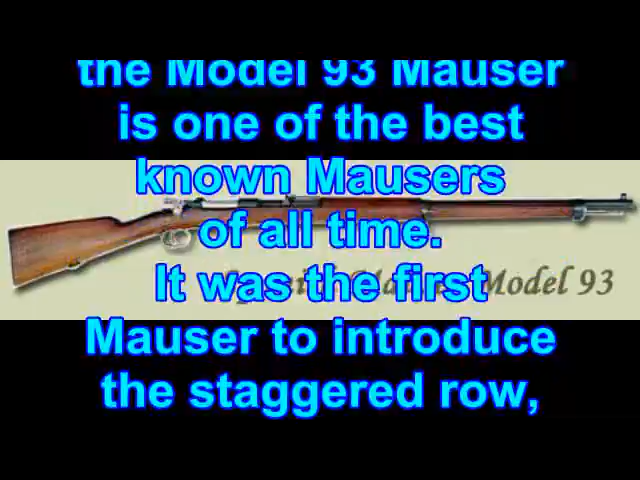 the Model 93 Mauser
is one of the best
known Mausers
of all time.
It was the first
Model 93
Mauser to introduce
the staggered row,